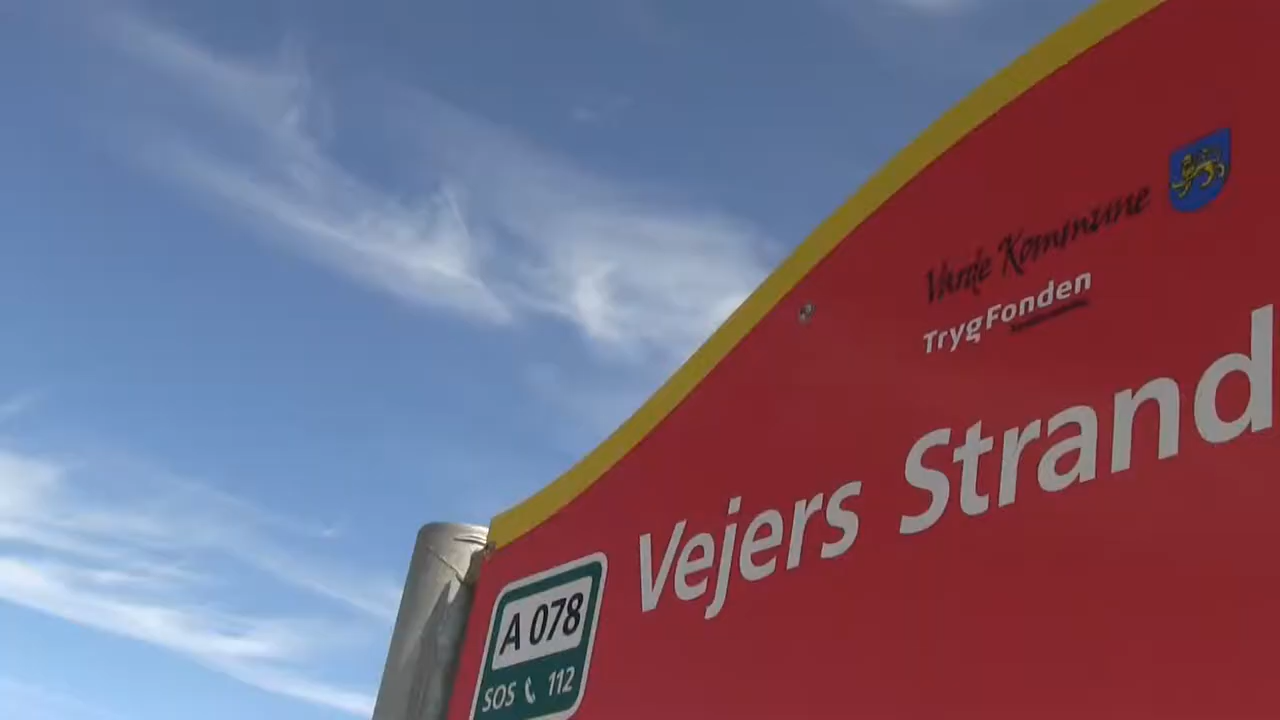 Varde Kommune
TrygFonden
Vejers Strand
A 078
SOS 112